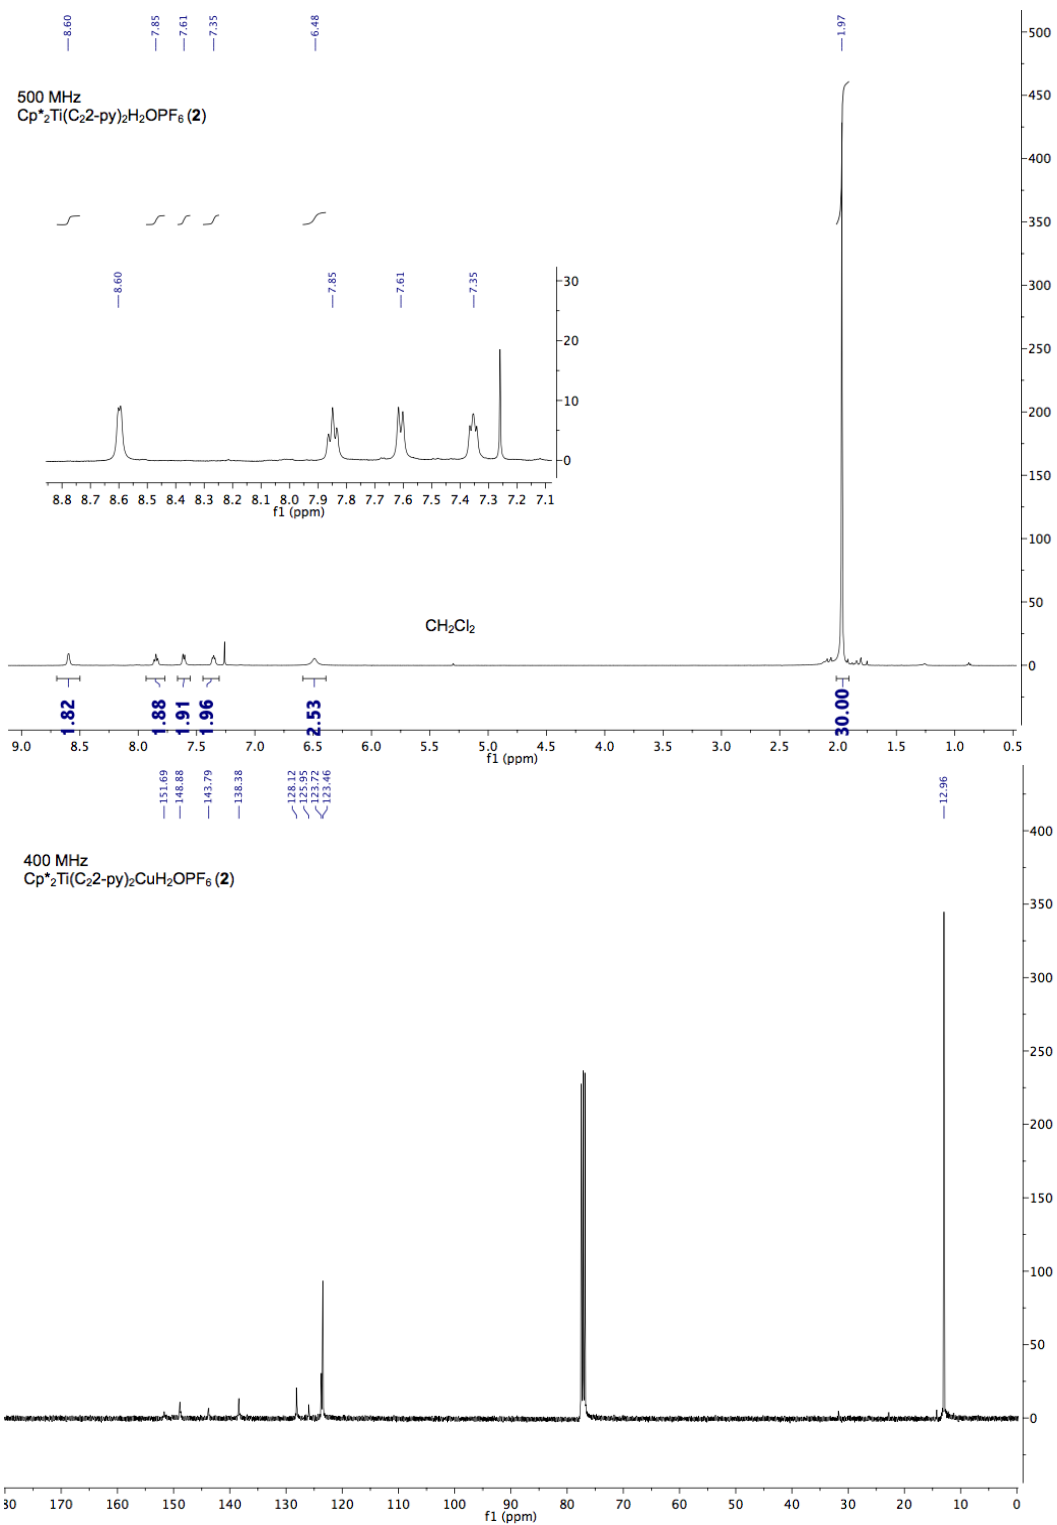 8.60 7.85 7.61 7.35 6.48 1.97
500 MHz
Cp*₂Ti(C₂2-py)₂H₂OPF₆ (2)
8.60 7.85 7.61 7.35
30
20
10
0
8.8 8.7 8.6 8.5 8.4 8.3 8.2 8.1 8.0 7.9 7.8 7.7 7.6 7.5 7.4 7.3 7.2 7.1
f1 (ppm)
CH₂Cl₂
500
450
400
350
300
250
200
150
100
50
0
1.82 1.88 1.91 1.96 2.53 30.00
9.0 8.5 8.0 7.5 7.0 6.5 6.0 5.5 5.0 4.5 4.0 3.5 3.0 2.5 2.0 1.5 1.0 0.5
f1 (ppm)
151.69 148.88 143.79 138.38 128.12 125.95 123.72 123.46 12.96
400 MHz
Cp*₂Ti(C₂2-py)₂CuH₂OPF₆ (2)
400
350
300
250
200
150
100
50
0
80 170 160 150 140 130 120 110 100 90 80 70 60 50 40 30 20 10 0
f1 (ppm)